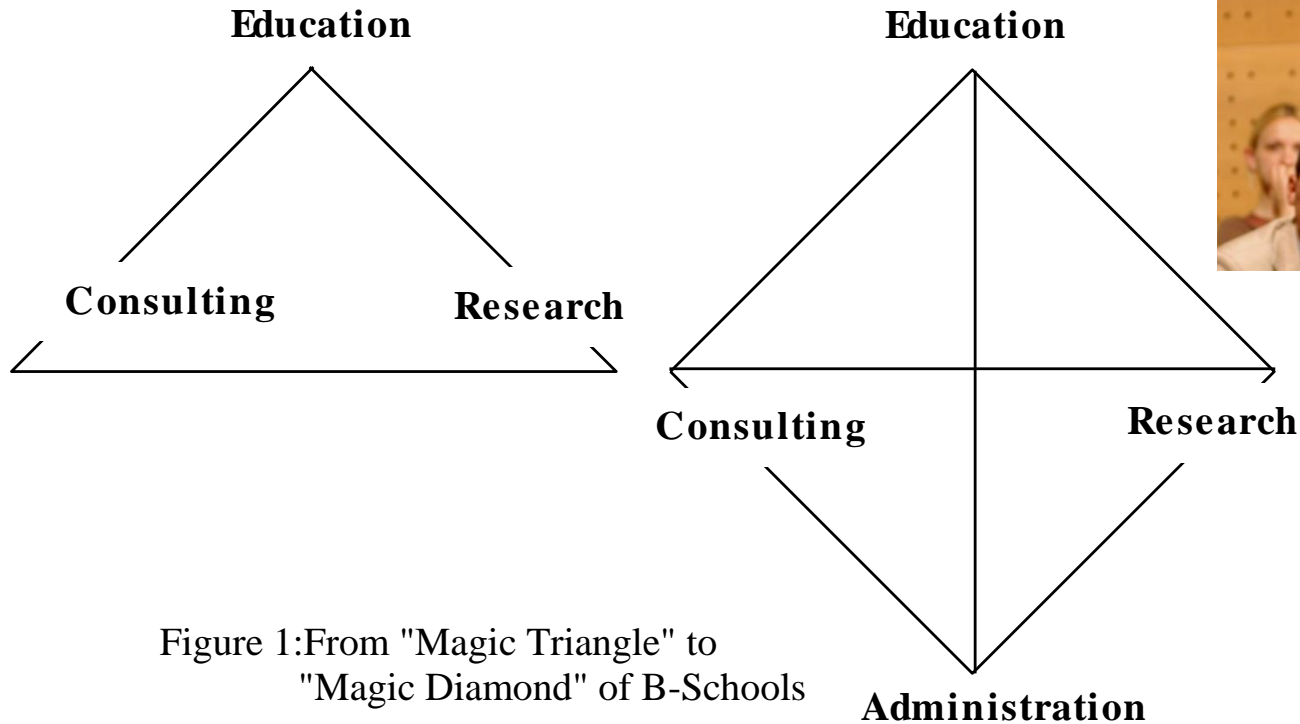 Education
Consulting
Research
Education
Consulting
Research
Administration
Figure 1:From "Magic Triangle" to
"Magic Diamond" of B-Schools